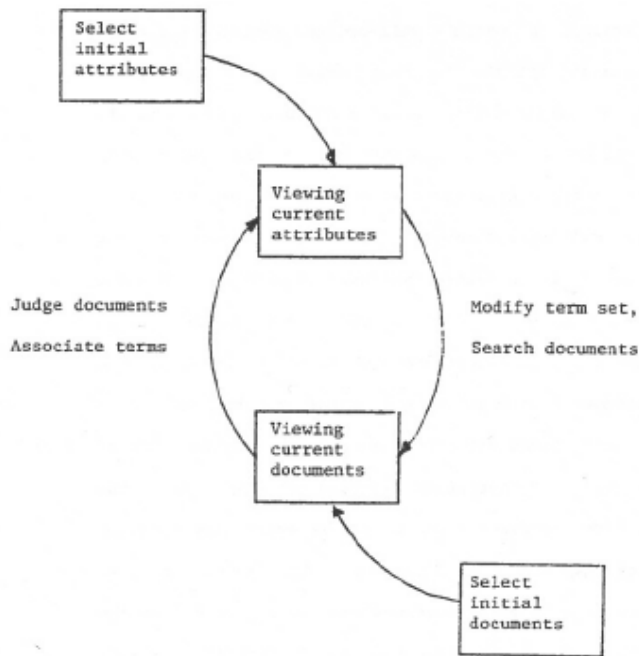 Select
initial
attributes
Viewing
current
attributes
Judge documents
Associate terms
Modify term set,
Search documents
Viewing
current
documents
Select
initial
documents